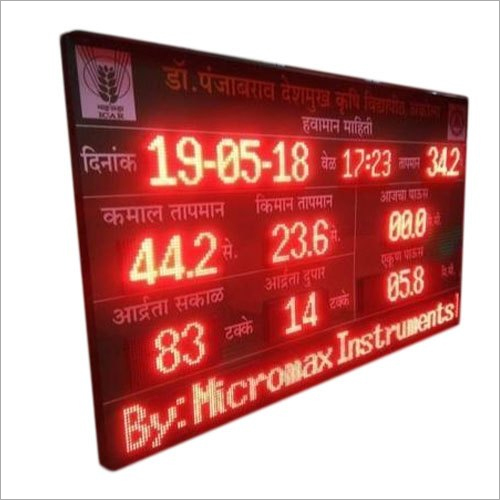 ICAR
डॉ. पंजाबराव देशमुख कृषि विद्यापीठ, अकोला
हवामान माहिती
दिनांक 19-05-18 वेळ 17:23 तापमान 34.2
कमाल तापमान किमान तापमान आजचा पाऊस
44.2 से. 23.6 से. 00.0 मि.मी.
आर्द्रता सकाळ आर्द्रता दुपार एकुण पाऊस
83 टक्के 14 टक्के 05.8 मि.मी.
By: Micromax Instruments!